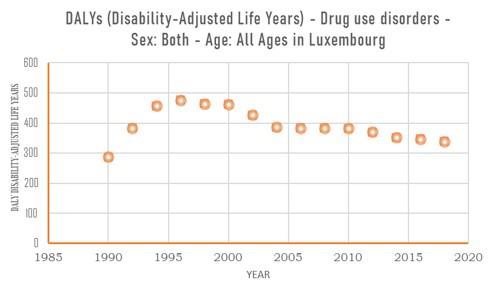 DALYs (Disability-Adjusted Life Years) - Drug use disorders -
Sex: Both - Age: All Ages in Luxembourg
DALY DISABILITY-ADJUSTED LIFE YEARS
600
500
400
300
200
100
0
1985 1990 1995 2000 2005 2010 2015 2020
YEAR